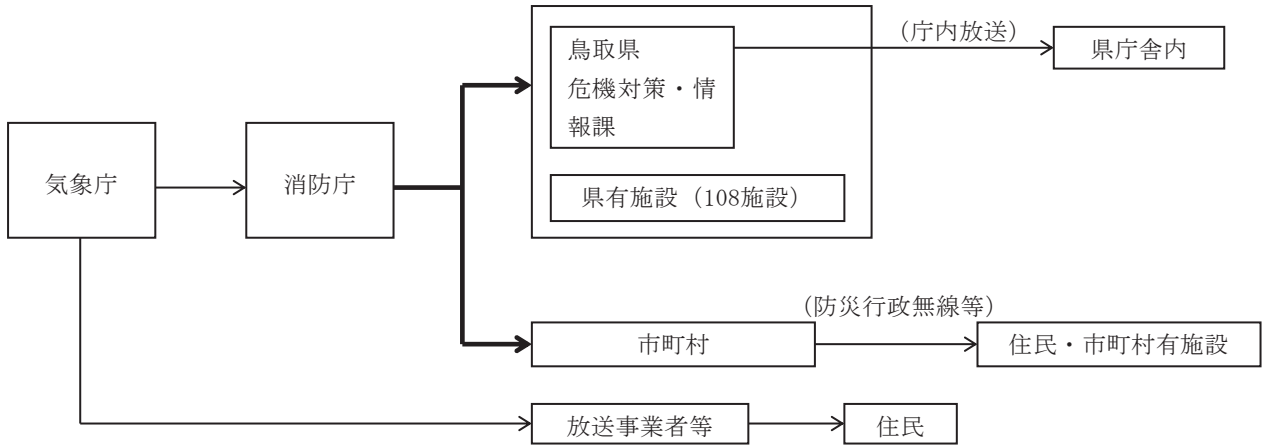 (庁内放送)
鳥取県
危機対策・情
報課
県庁舎内
気象庁
消防庁
県有施設（108施設）
(防災行政無線等)
市町村
住民・市町村有施設
放送事業者等
住民